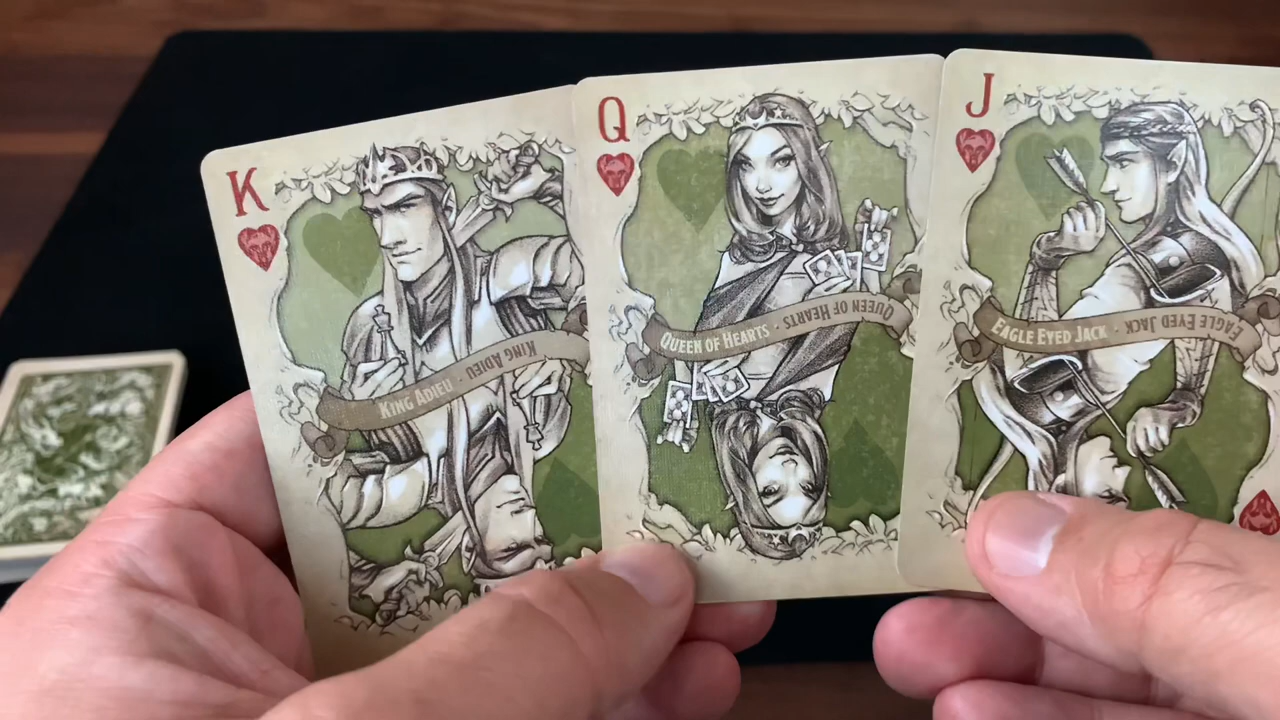 K
KING ADIEU · KING ADIEU
Q
QUEEN OF HEARTS · QUEEN OF HEARTS
J
EAGLE EYED JACK · EAGLE EYED JACK